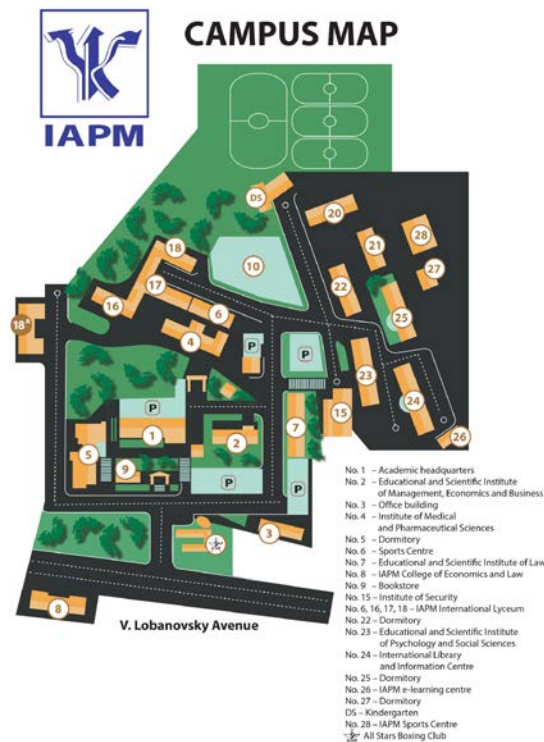 CAMPUS MAP
IAPM
DS
20
28
21
18
10
27
22
17
16
6
25
18 A
4
P
P
23
24
P
15
7
1
2
26
5
9
P
P
3
8
V. Lobanovsky Avenue
No. 1 – Academic headquarters
No. 2 – Educational and Scientific Institute
of Management, Economics and Business
No. 3 – Office building
No. 4 – Institute of Medical
and Pharmaceutical Sciences
No. 5 – Dormitory
No. 6 – Sports Centre
No. 7 – Educational and Scientific Institute of Law
No. 8 – IAPM College of Economics and Law
No. 9 – Bookstore
No. 15 – Institute of Security
No. 6, 16, 17, 18 – IAPM International Lyceum
No. 22 – Dormitory
No. 23 – Educational and Scientific Institute
of Psychology and Social Sciences
No. 24 – International Library
and Information Centre
No. 25 – Dormitory
No. 26 – IAPM e-learning centre
No. 27 – Dormitory
DS – Kindergarten
No. 28 – IAPM Sports Centre
All Stars Boxing Club